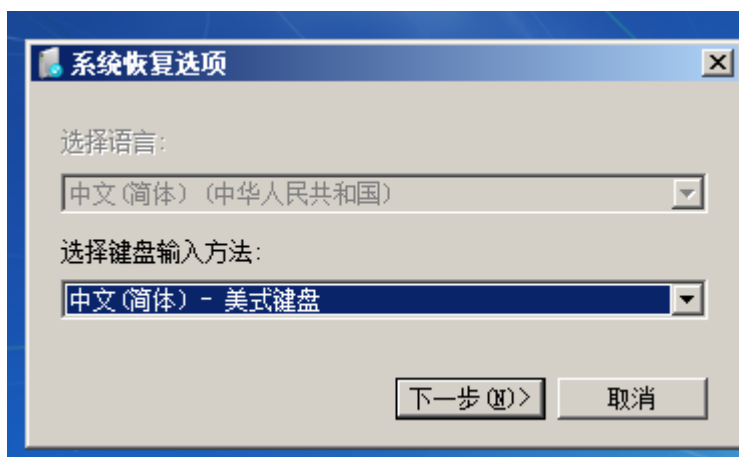 系统恢复选项
选择语言:
中文(简体) (中华人民共和国)
选择键盘输入方法:
中文(简体) - 美式键盘
下一步(N)> 取消